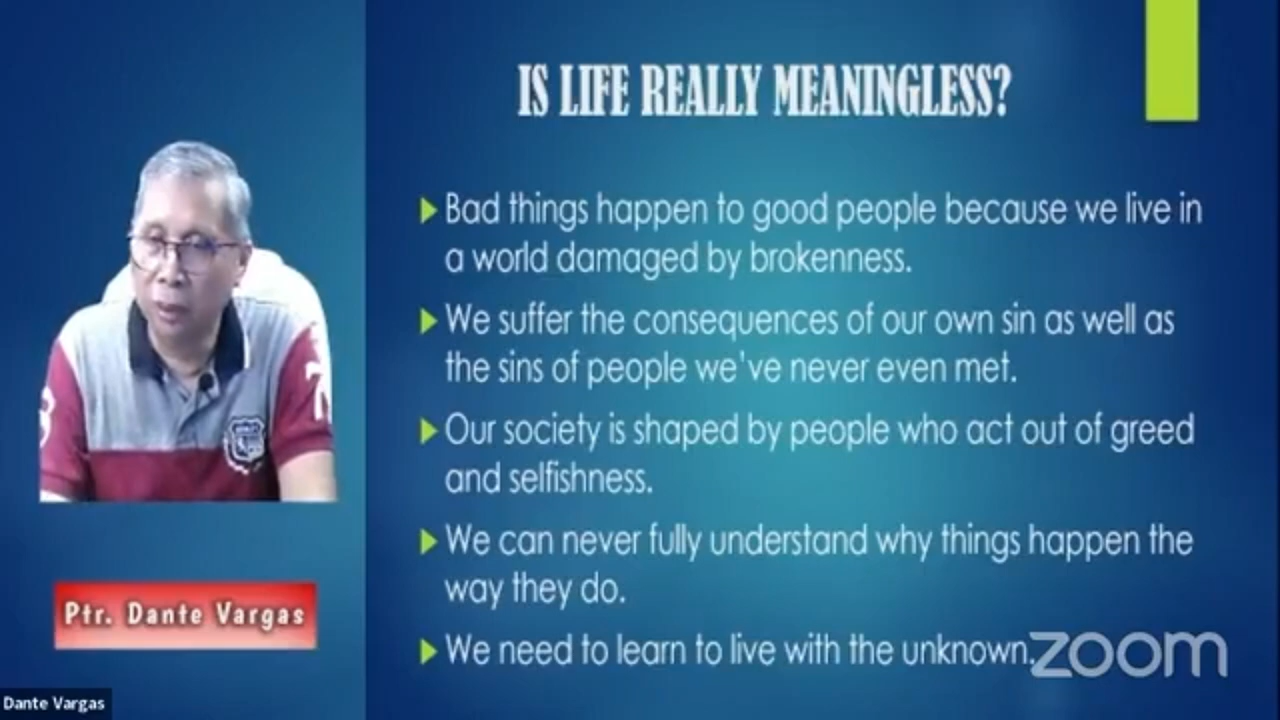 IS LIFE REALLY MEANINGLESS?
Bad things happen to good people because we live in
a world damaged by brokenness.
We suffer the consequences of our own sin as well as
the sins of people we've never even met.
Our society is shaped by people who act out of greed
and selfishness.
We can never fully understand why things happen the
way they do.
We need to learn to live with the unknown.
zoom
Ptr. Dante Vargas
Dante Vargas